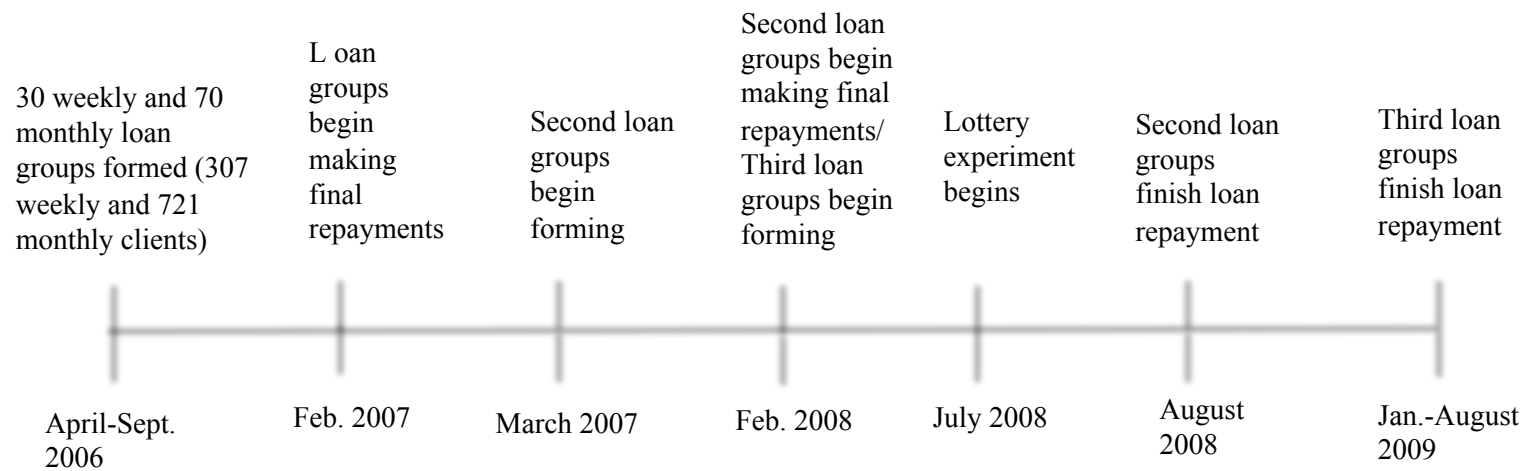 30 weekly and 70
monthly loan
groups formed (307
weekly and 721
monthly clients)
L oan
groups
begin
making
final
repayments
Second loan
groups
begin
forming
Second loan
groups begin
making final
repayments/
Third loan
groups begin
forming
Lottery
experiment
begins
Second loan
groups
finish loan
repayment
Third loan
groups
finish loan
repayment
April-Sept.
2006
Feb. 2007
March 2007
Feb. 2008
July 2008
August
2008
Jan.-August
2009